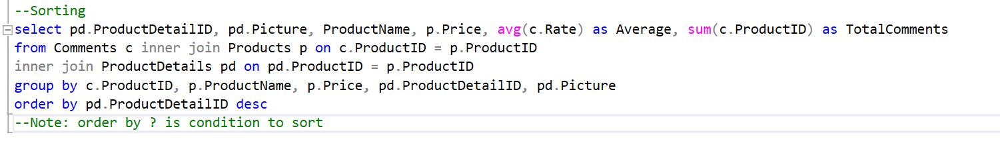 --Sorting
select pd.ProductDetailID, pd.Picture, ProductName, p.Price, avg(c.Rate) as Average, sum(c.ProductID) as TotalComments
from Comments c inner join Products p on c.ProductID = p.ProductID
inner join ProductDetails pd on pd.ProductID = p.ProductID
group by c.ProductID, p.ProductName, p.Price, pd.ProductDetailID, pd.Picture
order by pd.ProductDetailID desc
--Note: order by ? is condition to sort